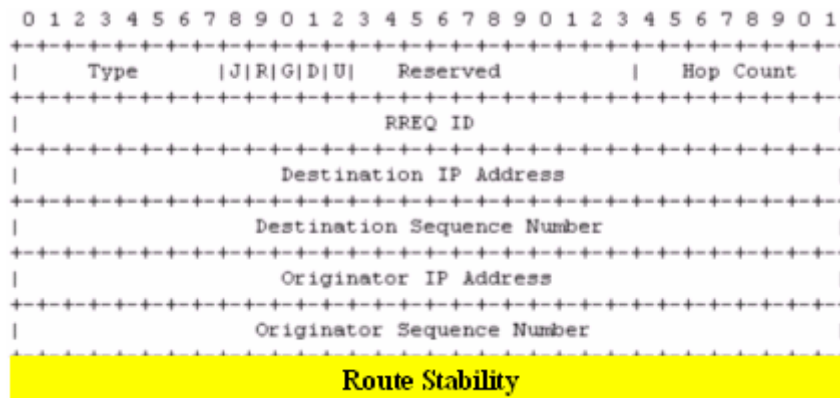 0 1 2 3 4 5 6 7 8 9 0 1 2 3 4 5 6 7 8 9 0 1 2 3 4 5 6 7 8 9 0 1
+-+-+-+-+-+-+-+-+-+-+-+-+-+-+-+-+-+-+-+-+-+-+-+-+-+-+-+-+-+-+-+-+
| Type |J|R|G|D|U| Reserved | Hop Count |
+-+-+-+-+-+-+-+-+-+-+-+-+-+-+-+-+-+-+-+-+-+-+-+-+-+-+-+-+-+-+-+-+
| RREQ ID |
+-+-+-+-+-+-+-+-+-+-+-+-+-+-+-+-+-+-+-+-+-+-+-+-+-+-+-+-+-+-+-+-+
| Destination IP Address |
+-+-+-+-+-+-+-+-+-+-+-+-+-+-+-+-+-+-+-+-+-+-+-+-+-+-+-+-+-+-+-+-+
| Destination Sequence Number |
+-+-+-+-+-+-+-+-+-+-+-+-+-+-+-+-+-+-+-+-+-+-+-+-+-+-+-+-+-+-+-+-+
| Originator IP Address |
+-+-+-+-+-+-+-+-+-+-+-+-+-+-+-+-+-+-+-+-+-+-+-+-+-+-+-+-+-+-+-+-+
| Originator Sequence Number |
+-+-+-+-+-+-+-+-+-+-+-+-+-+-+-+-+-+-+-+-+-+-+-+-+-+-+-+-+-+-+-+-+
Route Stability